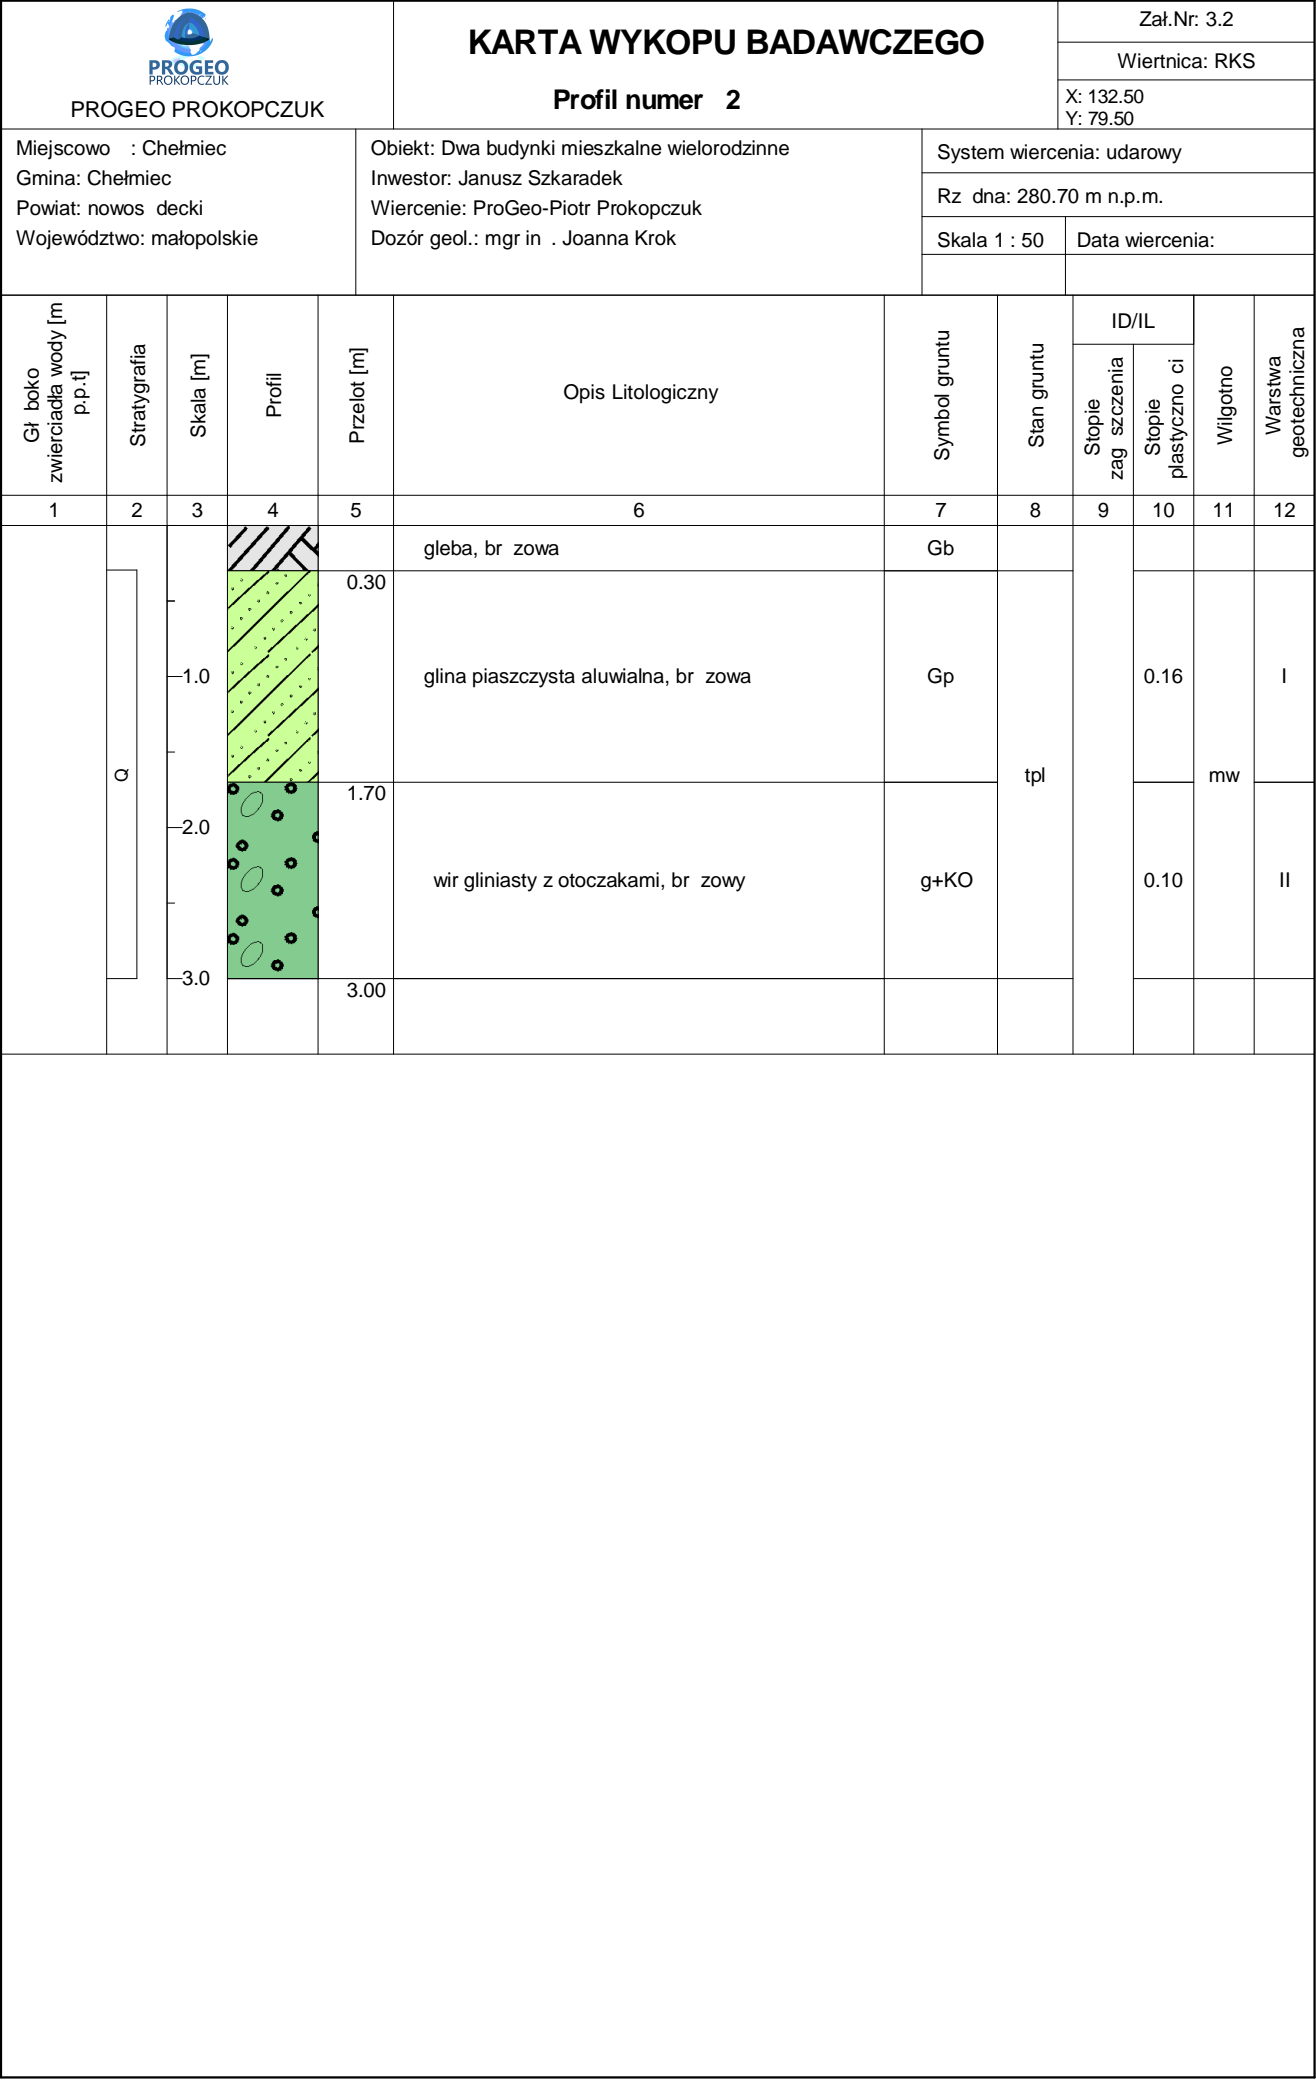 PROGEO
PROKOPCZUK
PROGEO PROKOPCZUK
KARTA WYKOPU BADAWCZEGO
Profil numer 2
Zał.Nr: 3.2
Wiertnica: RKS
X: 132.50
Y: 79.50
Miejscowo : Chełmiec
Gmina: Chełmiec
Powiat: nowos decki
Województwo: małopolskie
Obiekt: Dwa budynki mieszkalne wielorodzinne
Inwestor: Janusz Szkaradek
Wiercenie: ProGeo-Piotr Prokopczuk
Dozór geol.: mgr in . Joanna Krok
System wiercenia: udarowy
Rz dna: 280.70 m n.p.m.
Skala 1 : 50
Data wiercenia:
Gł boko
zwierciadła wody [m
p.p.t]
Stratygrafia
Skala [m]
Profil
Przelot [m]
Opis Litologiczny
Symbol gruntu
Stan gruntu
ID/IL
Stopie
zag szczenia
Stopie
plastyczno ci
Wilgotno
Warstwa
geotechniczna
1 2 3 4 5 6 7 8 9 10 11 12
gleba, br zowa Gb
0.30
1.0 glina piaszczysta aluwialna, br zowa Gp 0.16 I
Q tpl mw
1.70
2.0
wir gliniasty z otoczakami, br zowy g+KO 0.10 II
3.0
3.00